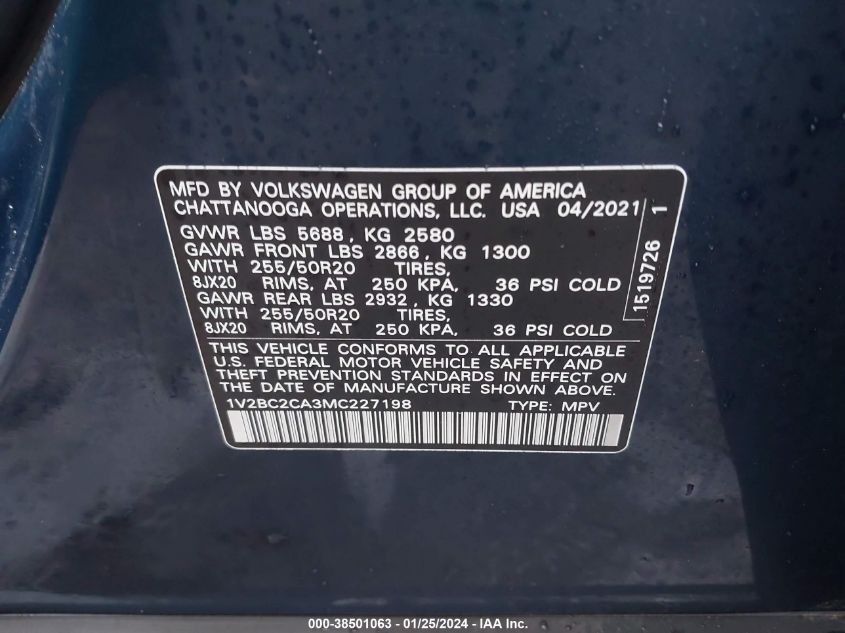 MFD BY VOLKSWAGEN GROUP OF AMERICA
CHATTANOOGA OPERATIONS, LLC. USA 04/2021
GVWR LBS 5688, KG 2580
GAWR FRONT LBS 2866, KG 1300
WITH 255/50R20 TIRES,
8JX20 RIMS, AT 250 KPA, 36 PSI COLD
GAWR REAR LBS 2932, KG 1330
WITH 255/50R20 TIRES,
8JX20 RIMS, AT 250 KPA, 36 PSI COLD
THIS VEHICLE CONFORMS TO ALL APPLICABLE
U.S. FEDERAL MOTOR VEHICLE SAFETY AND
THEFT PREVENTION STANDARDS IN EFFECT ON
THE DATE OF MANUFACTURE SHOWN ABOVE.
1V2BC2CA3MC227198 TYPE: MPV
1519726 1
000-38501063 - 01/25/2024 - IAA Inc.